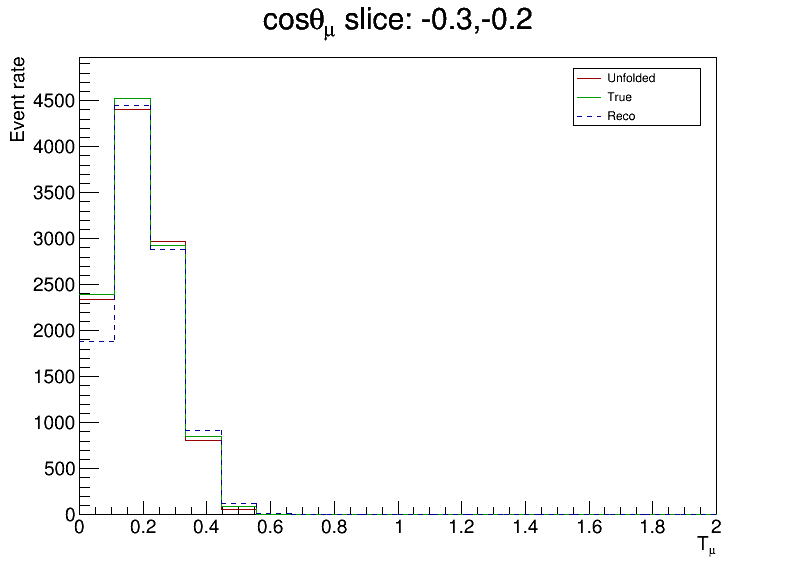 cosθμ slice: -0.3,-0.2
Event rate
Unfolded
True
Reco
4500
4000
3500
3000
2500
2000
1500
1000
500
0
0 0.2 0.4 0.6 0.8 1 1.2 1.4 1.6 1.8 2
Tμ